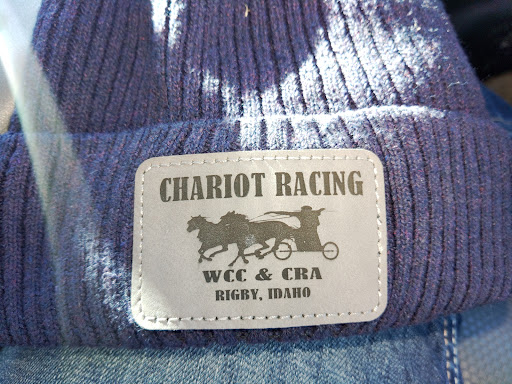 CHARIOT RACING
WCC & CRA
RIGBY, IDAHO